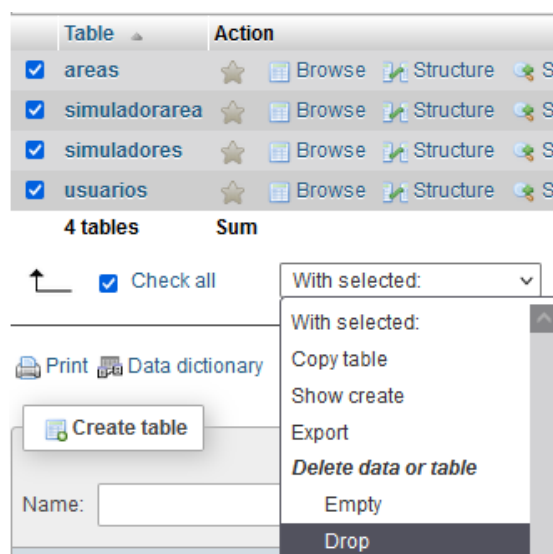 Table Action
areas Browse Structure S
simuladorarea Browse Structure S
simuladores Browse Structure S
usuarios Browse Structure S
4 tables Sum
Check all With selected:
With selected:
Copy table
Print Data dictionary
Show create
Create table
Export
Delete data or table
Name:
Empty
Drop